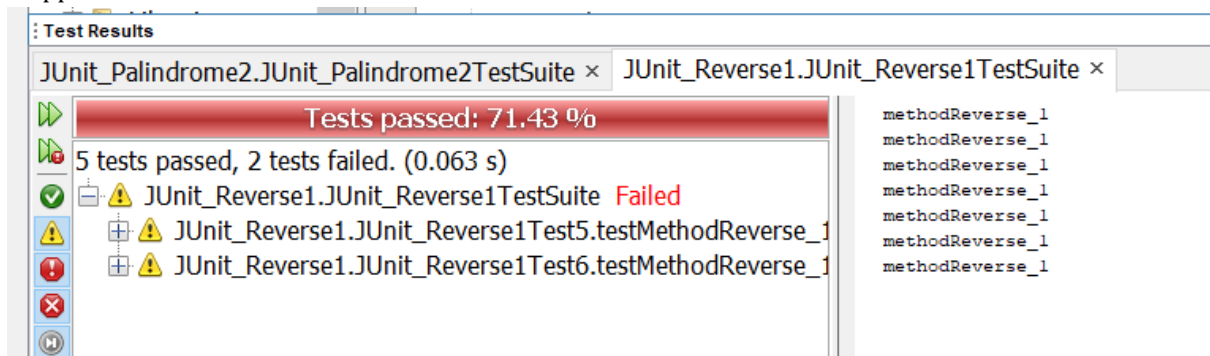 Test Results
JUnit_Palindrome2.JUnit_Palindrome2TestSuite × JUnit_Reverse1.JUnit_Reverse1TestSuite ×
Tests passed: 71.43 %
5 tests passed, 2 tests failed. (0.063 s)
JUnit_Reverse1.JUnit_Reverse1TestSuite Failed
JUnit_Reverse1.JUnit_Reverse1Test5.testMethodReverse_1
JUnit_Reverse1.JUnit_Reverse1Test6.testMethodReverse_1
methodReverse_1
methodReverse_1
methodReverse_1
methodReverse_1
methodReverse_1
methodReverse_1
methodReverse_1